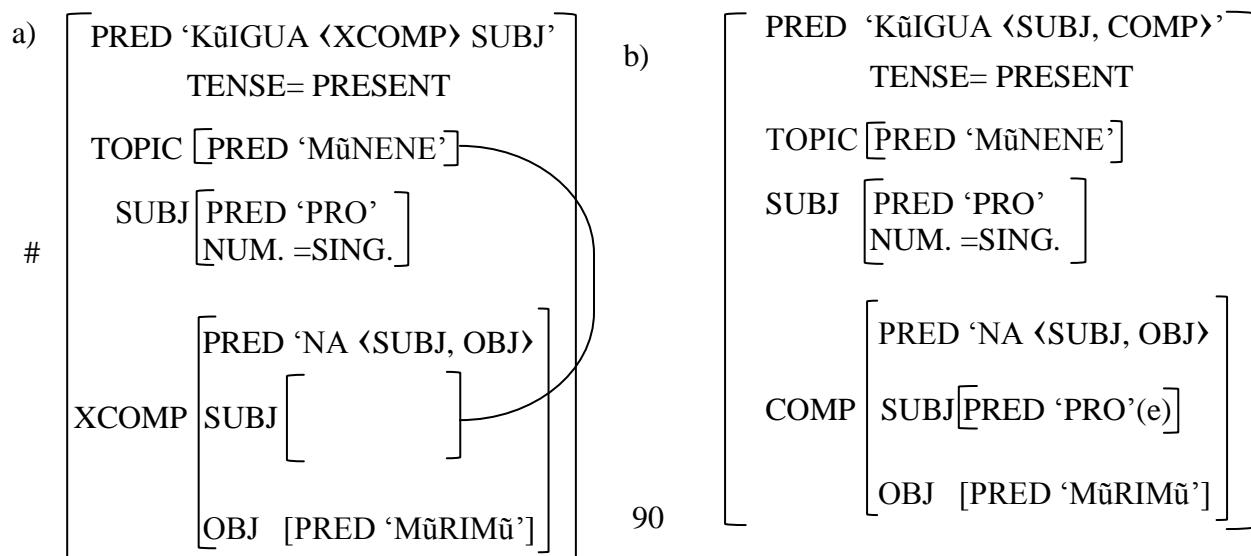 a)
PRED ‘KũIGUA ‹XCOMP› SUBJ’
TENSE= PRESENT
TOPIC [PRED ‘MũNENE’]
SUBJ [PRED ‘PRO’
NUM. =SING.]
#
XCOMP [PRED ‘NA ‹SUBJ, OBJ›
SUBJ [ ]
OBJ [PRED ‘MũRIMũ’]
b)
PRED ‘KũIGUA ‹SUBJ, COMP›’
TENSE= PRESENT
TOPIC [PRED ‘MũNENE’]
SUBJ [PRED ‘PRO’
NUM. =SING.]
COMP [PRED ‘NA ‹SUBJ, OBJ›
SUBJ [PRED ‘PRO’(e)]
OBJ [PRED ‘MũRIMũ’]
90